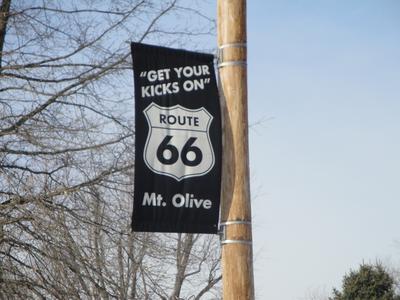 "GET YOUR
KICKS ON"
ROUTE
66
Mt. Olive